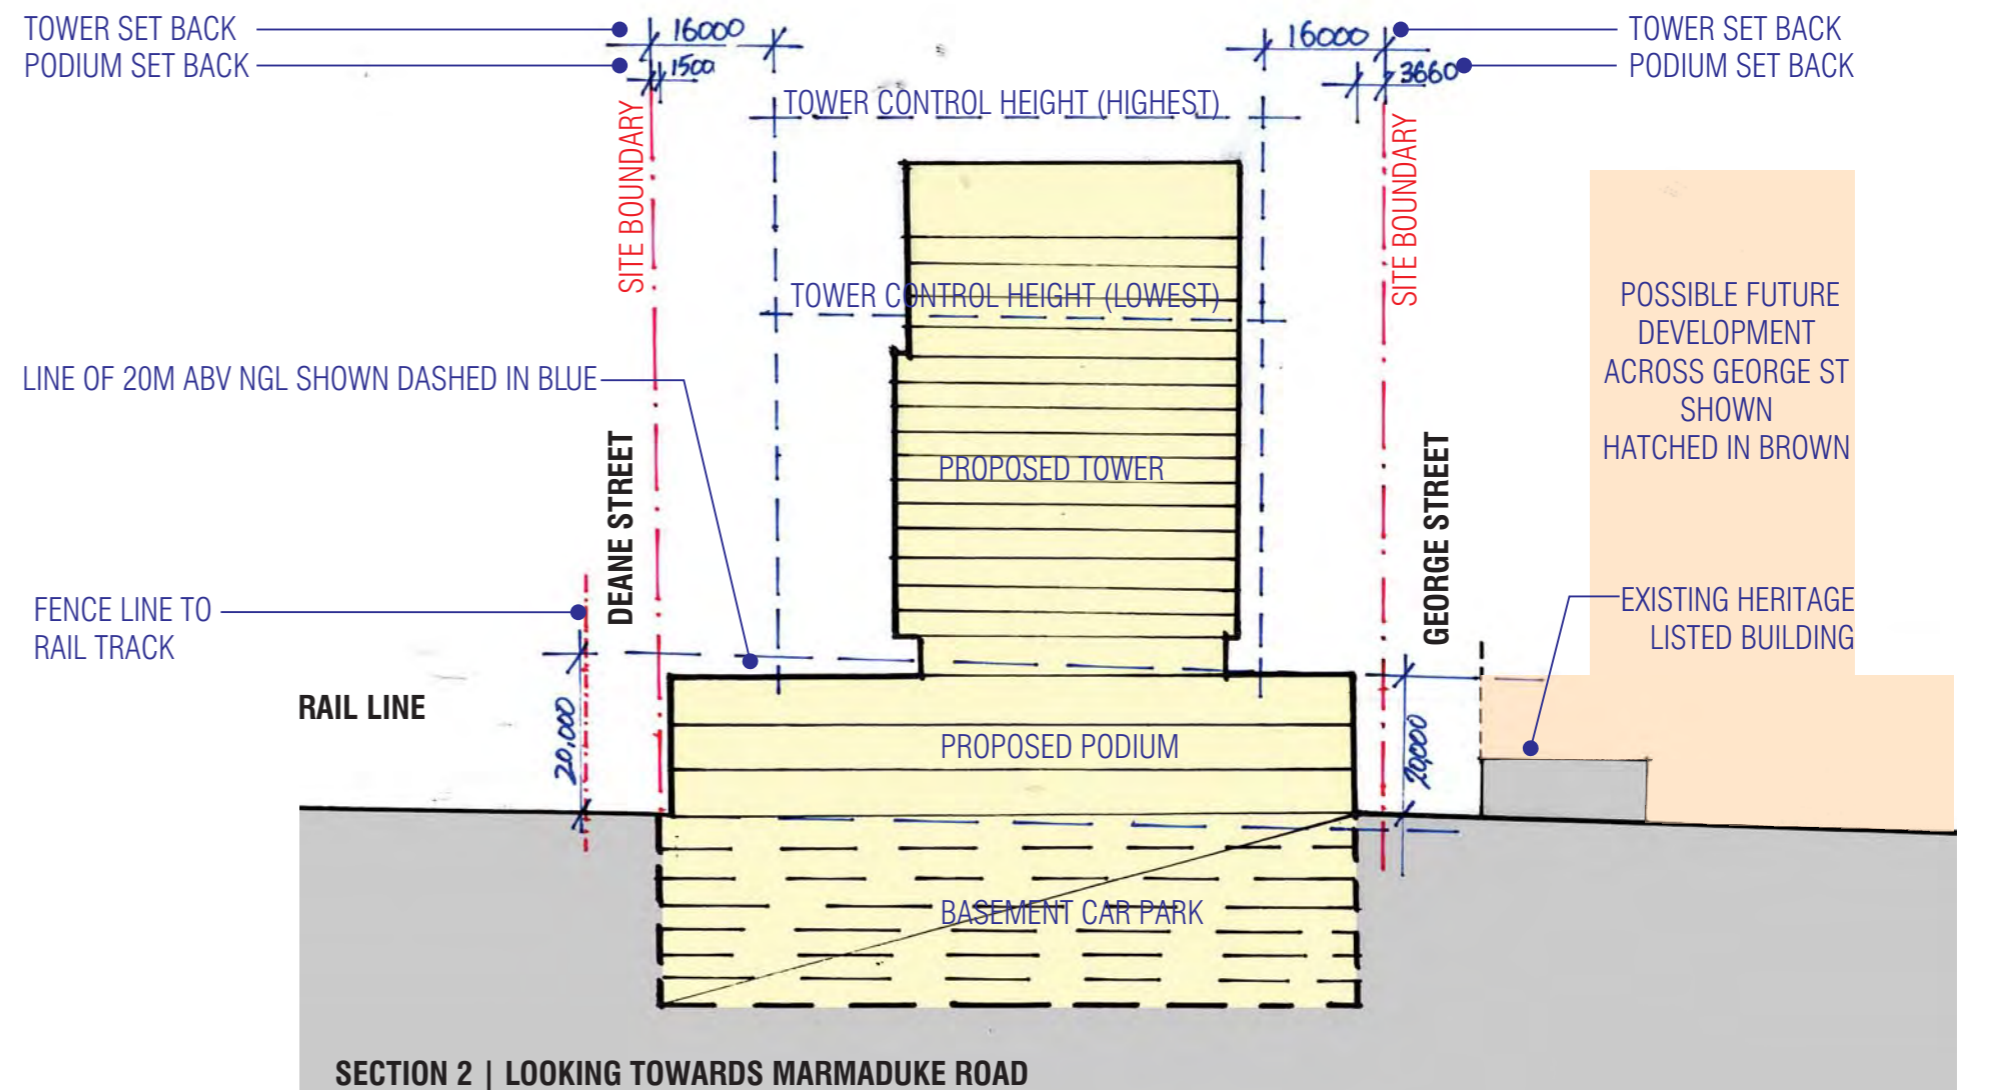 TOWER SET BACK
PODIUM SET BACK
16000
1500
16000
3660
TOWER SET BACK
PODIUM SET BACK
TOWER CONTROL HEIGHT (HIGHEST)
SITE BOUNDARY
SITE BOUNDARY
TOWER CONTROL HEIGHT (LOWEST)
POSSIBLE FUTURE
DEVELOPMENT
ACROSS GEORGE ST
SHOWN
HATCHED IN BROWN
LINE OF 20M ABV NGL SHOWN DASHED IN BLUE
DEANE STREET
PROPOSED TOWER
GEORGE STREET
FENCE LINE TO
RAIL TRACK
EXISTING HERITAGE
LISTED BUILDING
RAIL LINE
20,000
PROPOSED PODIUM
20,000
BASEMENT CAR PARK
SECTION 2 | LOOKING TOWARDS MARMADUKE ROAD